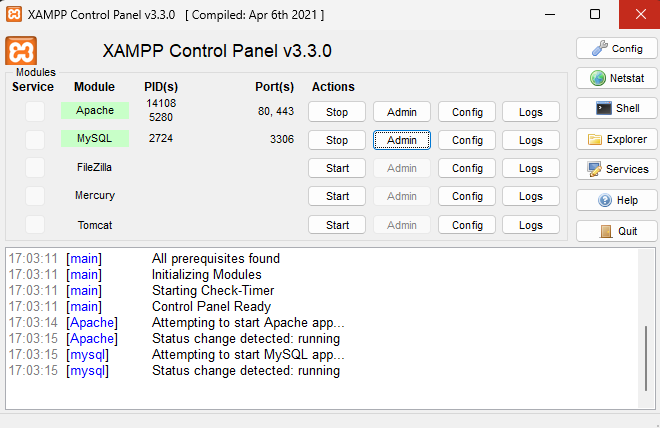 XAMPP Control Panel v3.3.0 [ Compiled: Apr 6th 2021 ]
XAMPP Control Panel v3.3.0
Config
Modules
Service Module PID(s) Port(s) Actions
Netstat
Apache 14108 5280 80, 443 Stop Admin Config Logs
Shell
MySQL 2724 3306 Stop Admin Config Logs
Explorer
FileZilla Start Admin Config Logs
Services
Mercury Start Admin Config Logs
Help
Tomcat Start Admin Config Logs
Quit
17:03:11 [main] All prerequisites found
17:03:11 [main] Initializing Modules
17:03:11 [main] Starting Check-Timer
17:03:11 [main] Control Panel Ready
17:03:14 [Apache] Attempting to start Apache app...
17:03:15 [Apache] Status change detected: running
17:03:15 [mysql] Attempting to start MySQL app...
17:03:15 [mysql] Status change detected: running